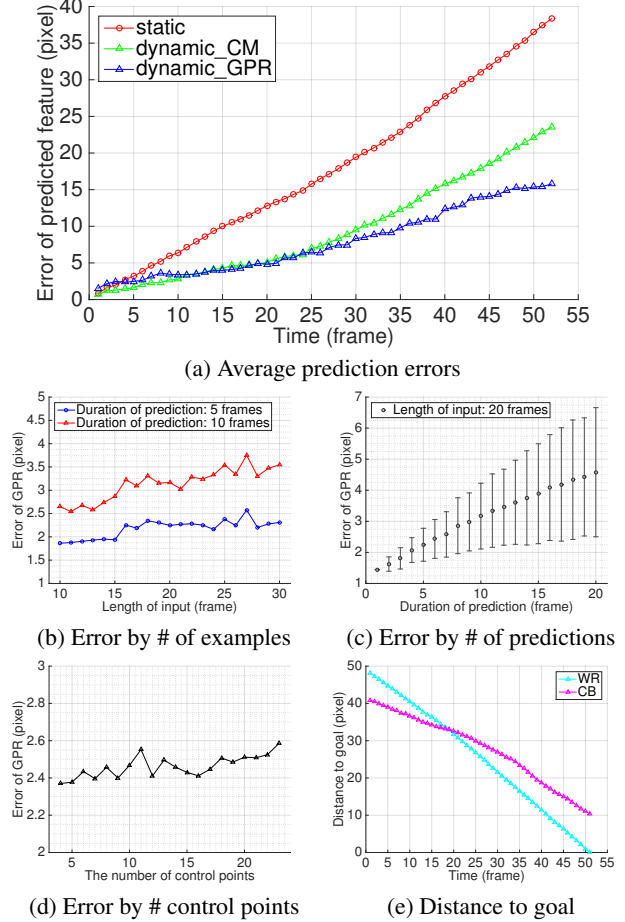 40
35
30
25
20
15
10
5
0
Error of predicted feature (pixel)
static
dynamic_CM
dynamic_GPR
0 5 10 15 20 25 30 35 40 45 50 55
Time (frame)
(a) Average prediction errors
5
4.5
4
3.5
3
2.5
2
1.5
1
Error of GPR (pixel)
Duration of prediction: 5 frames
Duration of prediction: 10 frames
10 15 20 25 30
Length of input (frame)
(b) Error by # of examples
7
6
5
4
3
2
1
Error of GPR (pixel)
Length of input: 20 frames
0 5 10 15 20
Duration of prediction (frame)
(c) Error by # of predictions
3
2.8
2.6
2.4
2.2
2
Error of GPR (pixel)
5 10 15 20
The number of control points
(d) Error by # control points
50
40
30
20
10
0
Distance to goal (pixel)
WR
CB
0 5 10 15 20 25 30 35 40 45 50 55
Time (frame)
(e) Distance to goal